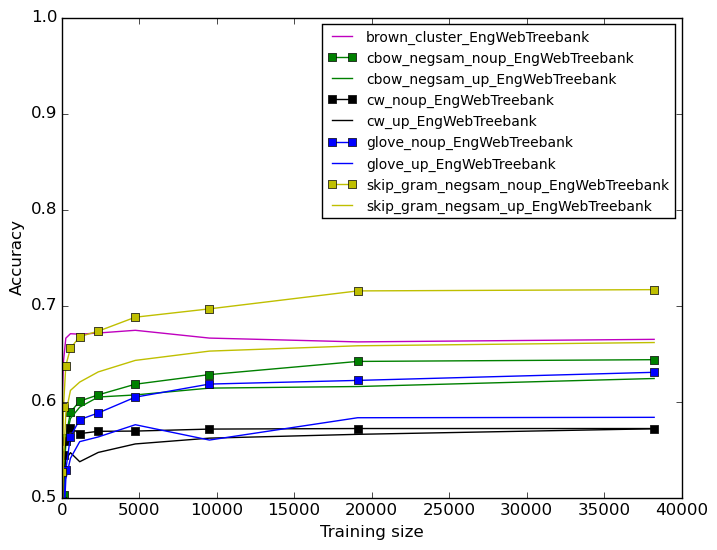 1.0
brown_cluster_EngWebTreebank
cbow_negsam_noup_EngWebTreebank
cbow_negsam_up_EngWebTreebank
cw_noup_EngWebTreebank
cw_up_EngWebTreebank
glove_noup_EngWebTreebank
glove_up_EngWebTreebank
skip_gram_negsam_noup_EngWebTreebank
skip_gram_negsam_up_EngWebTreebank
0.9
0.8
0.7
0.6
0.5
Accuracy
0 5000 10000 15000 20000 25000 30000 35000 40000
Training size